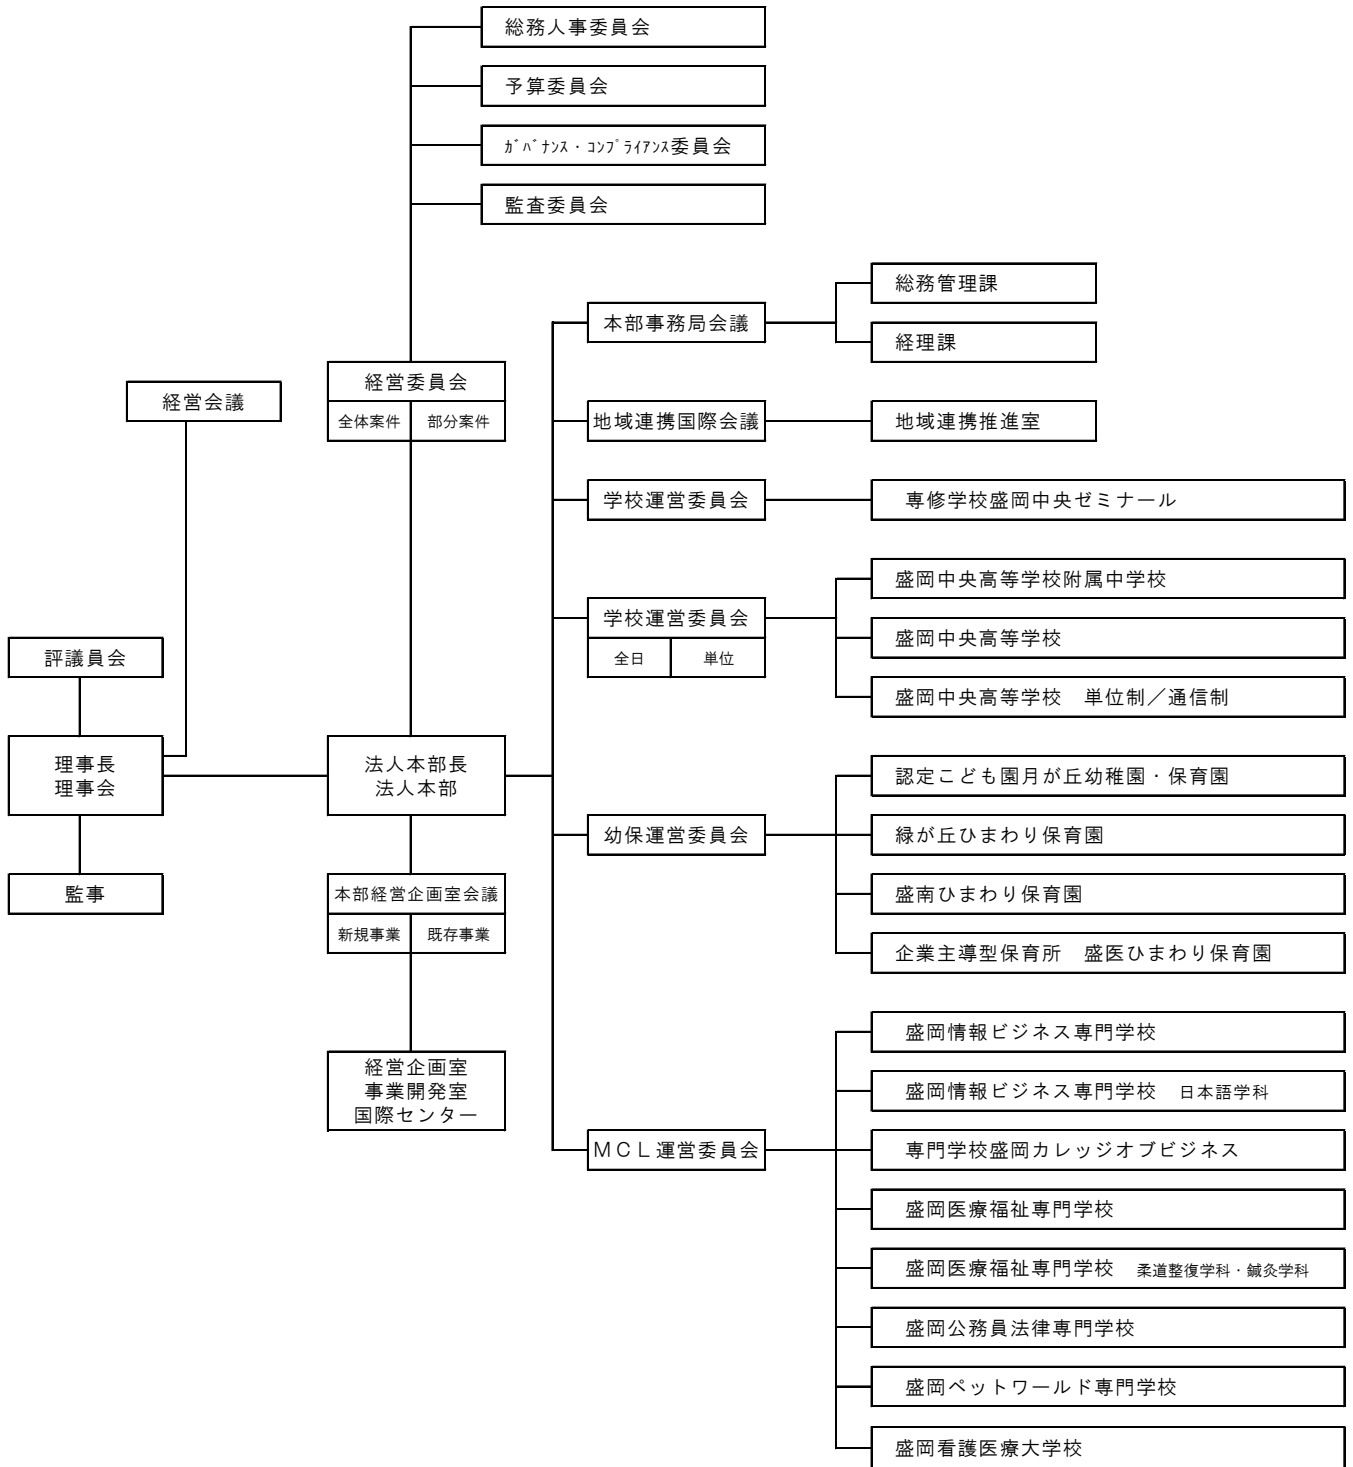 総務人事委員会
予算委員会
ｶﾞﾊﾞﾅﾝｽ・ｺﾝﾌﾟﾗｲｱﾝｽ委員会
監査委員会
総務管理課
本部事務局会議
経理課
経営委員会
全体案件 部分案件
経営会議
地域連携国際会議
地域連携推進室
学校運営委員会
専修学校盛岡中央ゼミナール
盛岡中央高等学校附属中学校
学校運営委員会
全日 単位
盛岡中央高等学校
盛岡中央高等学校　単位制／通信制
評議員会
理事長
理事会
法人本部長
法人本部
認定こども園月が丘幼稚園・保育園
幼保運営委員会
緑が丘ひまわり保育園
監事
本部経営企画室会議
新規事業 既存事業
盛南ひまわり保育園
企業主導型保育所　盛医ひまわり保育園
盛岡情報ビジネス専門学校
経営企画室
事業開発室
国際センター
盛岡情報ビジネス専門学校　日本語学科
ＭＣＬ運営委員会
専門学校盛岡カレッジオブビジネス
盛岡医療福祉専門学校
盛岡医療福祉専門学校　柔道整復学科・鍼灸学科
盛岡公務員法律専門学校
盛岡ペットワールド専門学校
盛岡看護医療大学校